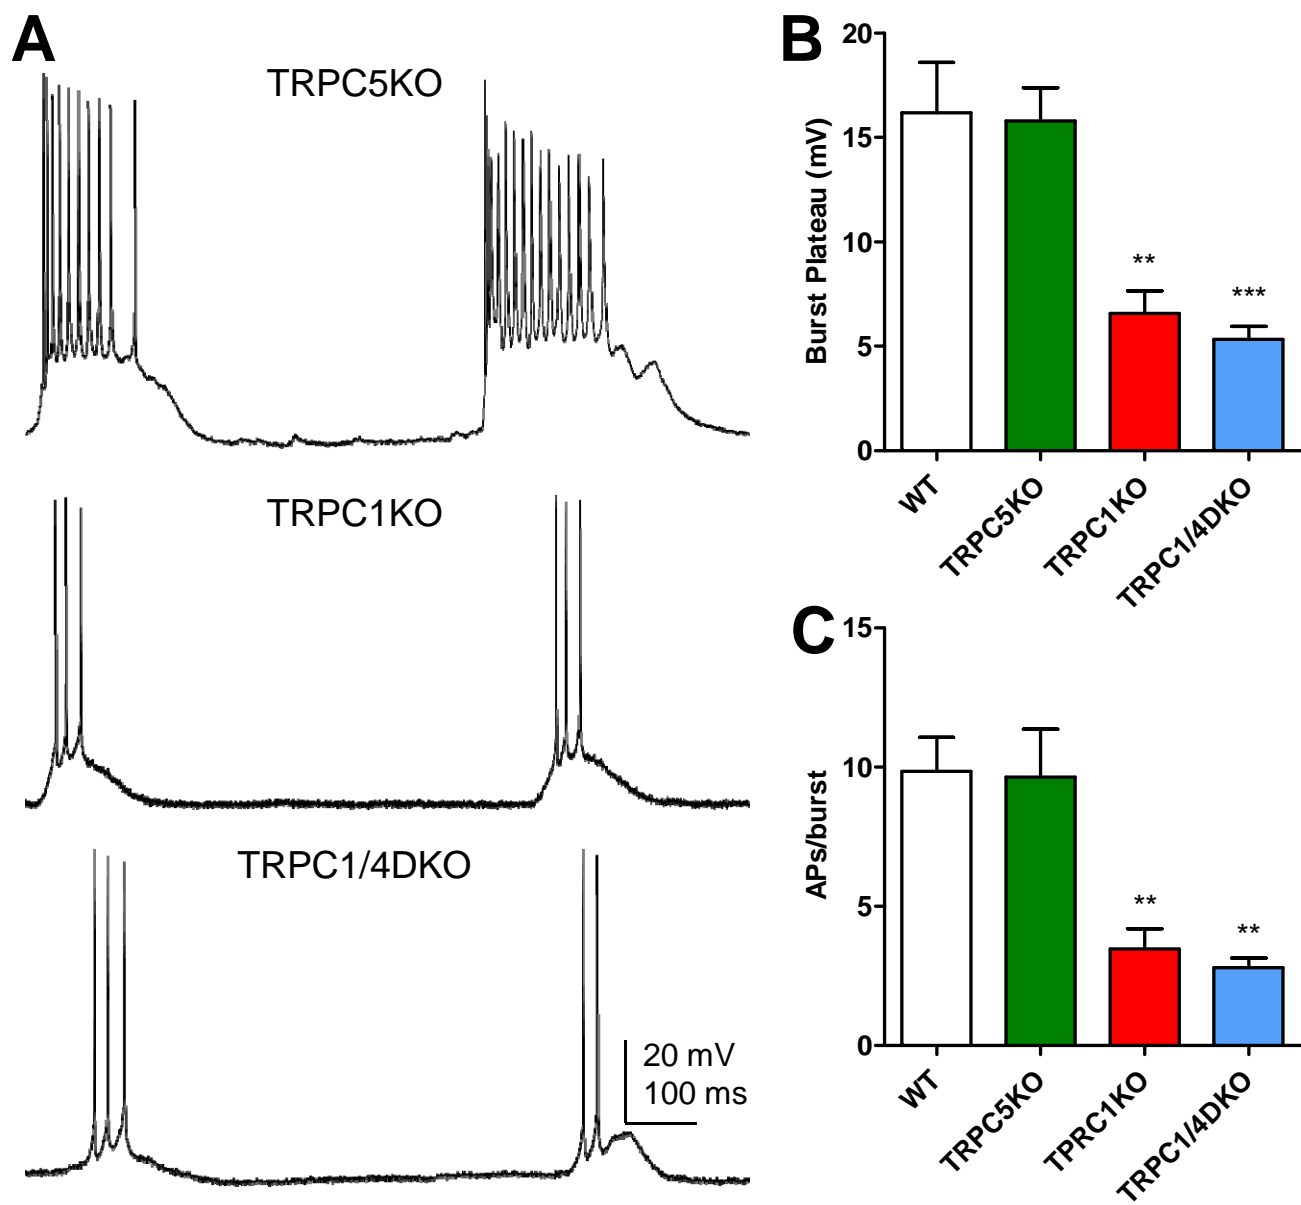 A
TRPC5KO
TRPC1KO
TRPC1/4DKO
20 mV
100 ms
B
Burst Plateau (mV)
20
15
10
5
0
**
***
WT
TRPC5KO
TRPC1KO
TRPC1/4DKO
C
APs/burst
15
10
5
0
**
**
WT
TRPC5KO
TPRC1KO
TRPC1/4DKO